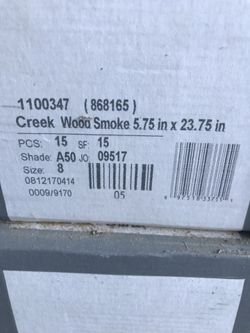 1100347 (868165)
Creek Wood Smoke 5.75 in x 23.75 in
PCS: 15 SF: 15
Shade: A50 JO: 09517
Size: 8
0812170414
0009/9170
05